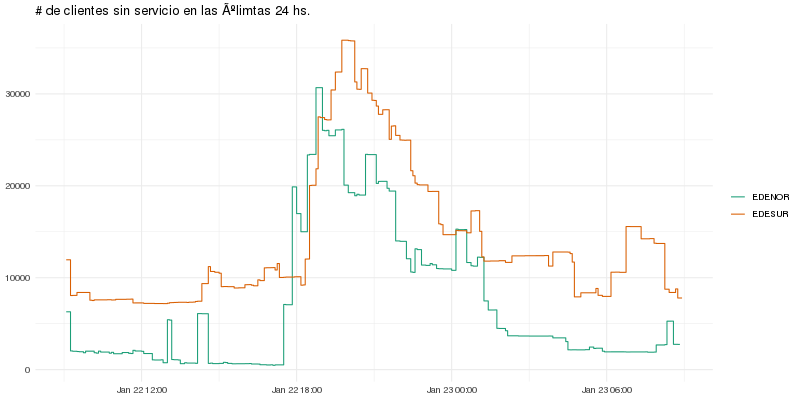 # de clientes sin servicio en las Ãºlimtas 24 hs.
30000
20000
10000
0
Jan 22 12:00
Jan 22 18:00
Jan 23 00:00
Jan 23 06:00
EDENOR
EDESUR